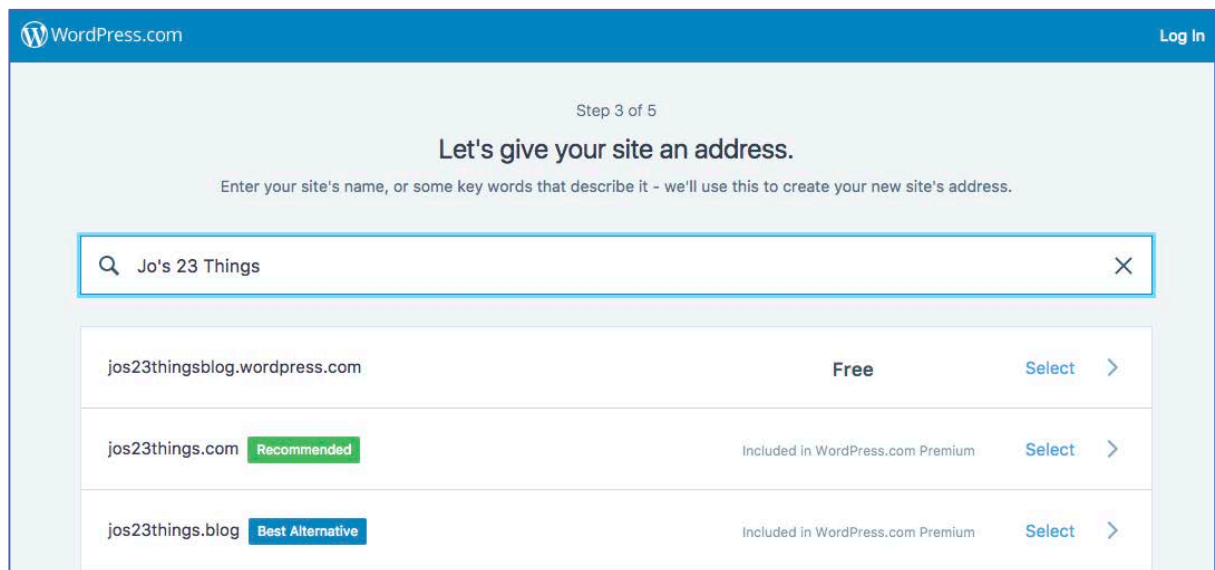 WordPress.com
Log In
Step 3 of 5
Let's give your site an address.
Enter your site's name, or some key words that describe it - we'll use this to create your new site's address.
Jo's 23 Things
jos23thingsblog.wordpress.com Free Select
jos23things.com Recommended Included in WordPress.com Premium Select
jos23things.blog Best Alternative Included in WordPress.com Premium Select